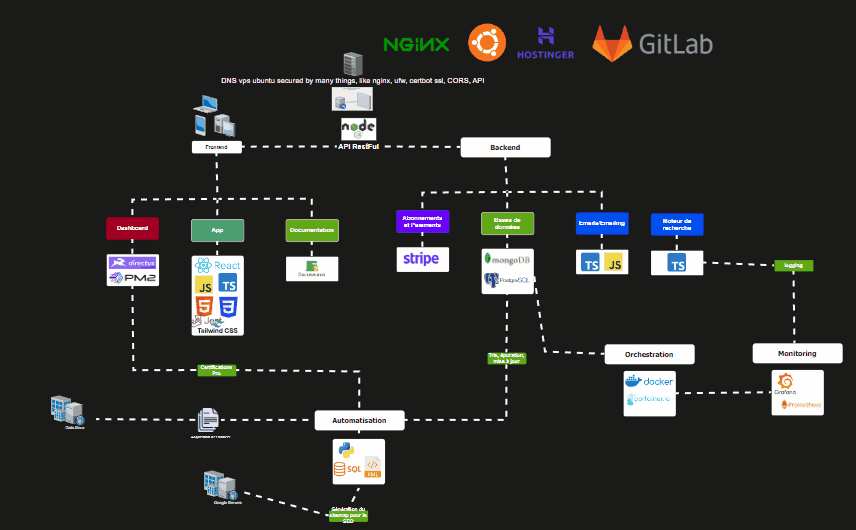 NGINX
HOSTINGER
GitLab
DNS vps ubuntu secured by many things, like nginx, ufw, certbot ssl, CORS, API
node
JS
API RestFul
Frontend
Backend
Dashboard
App
Documentation
Abonnements
et Paiements
Bases de
données
Emails/Emailing
Moteur de
recherche
directus
PM2
React
JS
TS
Jest
Tailwind CSS
Docusaurus
stripe
mongoDB
PostgreSQL
TS
JS
TS
logging
Certifications
Pro
Trie, épuration,
mise à jour
Orchestration
Monitoring
docker
portainer.io
Grafana
Prometheus
Automatisation
SQL
XML
Google Servers
Génération du
sitemap pour le
SEO